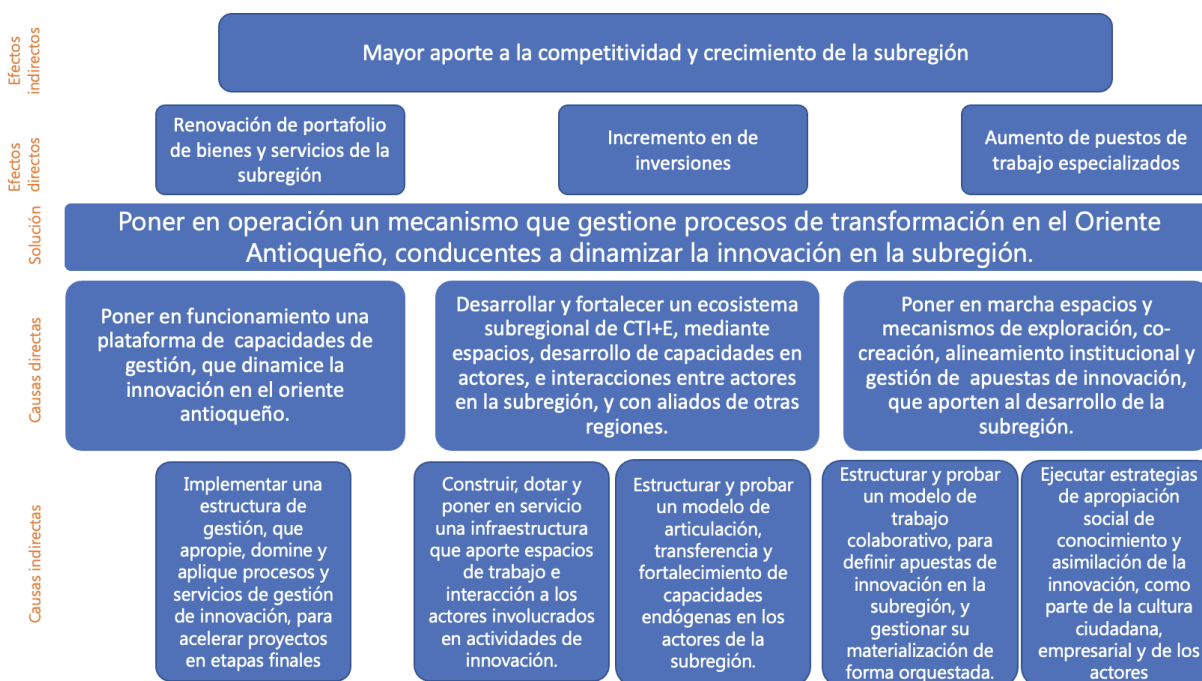 Efectos
indirectos
Mayor aporte a la competitividad y crecimiento de la subregión
Efectos
directos
Renovación de portafolio
de bienes y servicios de la
subregión
Incremento en de
inversiones
Aumento de puestos de
trabajo especializados
Solución
Poner en operación un mecanismo que gestione procesos de transformación en el Oriente
Antioqueño, conducentes a dinamizar la innovación en la subregión.
Causas directas
Poner en funcionamiento una
plataforma de capacidades de
gestión, que dinamice la
innovación en el oriente
antioqueño.
Desarrollar y fortalecer un ecosistema
subregional de CTI+E, mediante
espacios, desarrollo de capacidades en
actores, e interacciones entre actores
en la subregión, y con aliados de otras
regiones.
Poner en marcha espacios y
mecanismos de exploración, co-
creación, alineamiento institucional y
gestión de apuestas de innovación,
que aporten al desarrollo de la
subregión.
Causas indirectas
Implementar una
estructura de
gestión, que
apropie, domine y
aplique procesos y
servicios de gestión
de innovación, para
acelerar proyectos
en etapas finales
Construir, dotar y
poner en servicio
una infraestructura
que aporte espacios
de trabajo e
interacción a los
actores involucrados
en actividades de
innovación.
Estructurar y probar
un modelo de
articulación,
transferencia y
fortalecimiento de
capacidades
endógenas en los
actores de la
subregión.
Estructurar y probar
un modelo de
trabajo
colaborativo, para
definir apuestas de
innovación en la
subregión, y
gestionar su
materialización de
forma orquestada.
Ejecutar estrategias
de apropiación
social de
conocimiento y
asimilación de la
innovación, como
parte de la cultura
ciudadana,
empresarial y de los
actores